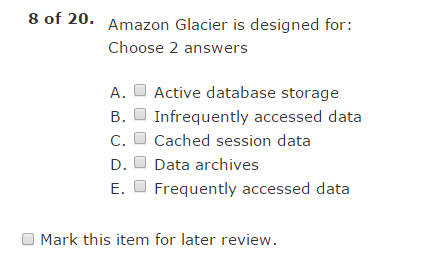 8 of 20. Amazon Glacier is designed for:
Choose 2 answers
A. Active database storage
B. Infrequently accessed data
C. Cached session data
D. Data archives
E. Frequently accessed data
Mark this item for later review.